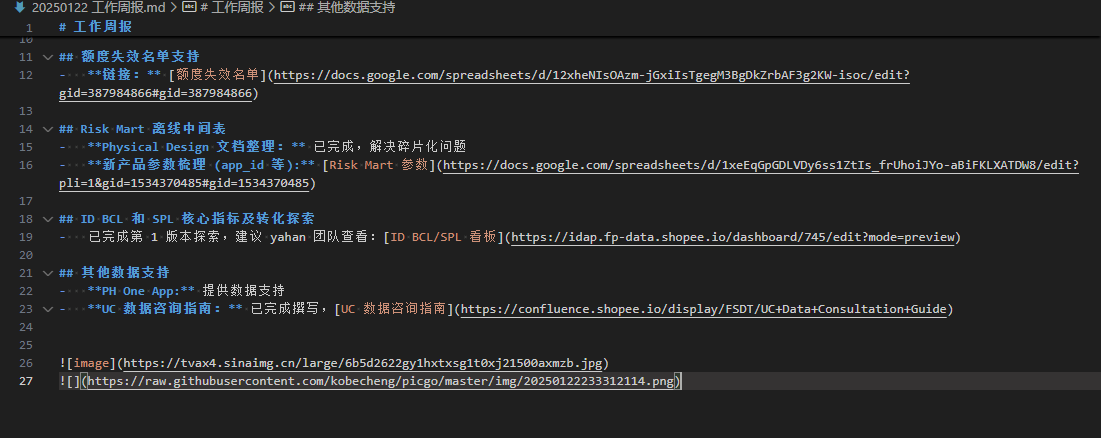 20250122 工作周报.md > # 工作周报 > ## 其他数据支持
1 # 工作周报
10
11 ## 额度失效名单支持
12 - **链接：** [额度失效名单](https://docs.google.com/spreadsheets/d/12xheNIsOAzm-jGxiIsTgegM3BgDkZrbAF3g2KW-isoc/edit?
gid=387984866#gid=387984866)
13
14 ## Risk Mart 离线中间表
15 - **Physical Design 文档整理：** 已完成，解决碎片化问题
16 - **新产品参数梳理 (app_id 等):** [Risk Mart 参数](https://docs.google.com/spreadsheets/d/1xeEqGpGDLVDy6ss1ZtIs_frUhoiJYo-aBiFKLXATDW8/edit?
pli=1&gid=1534370485#gid=1534370485)
17
18 ## ID BCL 和 SPL 核心指标及转化探索
19 - 已完成第 1 版本探索，建议 yahan 团队查看：[ID BCL/SPL 看板](https://idap.fp-data.shopee.io/dashboard/745/edit?mode=preview)
20
21 ## 其他数据支持
22 - **PH One App:** 提供数据支持
23 - **UC 数据咨询指南：** 已完成撰写，[UC 数据咨询指南](https://confluence.shopee.io/display/FSDT/UC+Data+Consultation+Guide)
24
25
26 ![image](https://tvax4.sinaimg.cn/large/6b5d2622gy1hxtxsg1t0xj21500axmzb.jpg)
27 ![](https://raw.githubusercontent.com/kobecheng/picgo/master/img/20250122233312114.png)